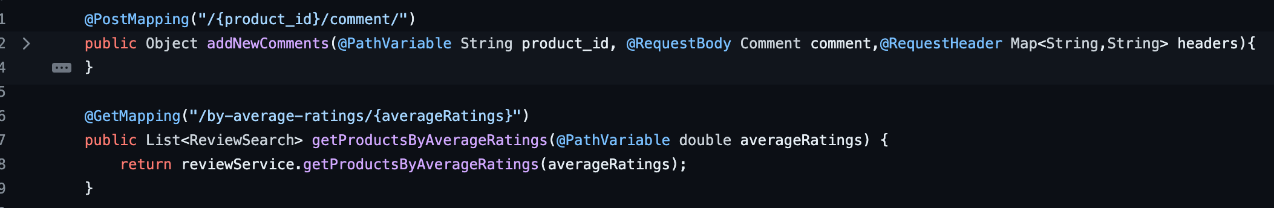 1 @PostMapping("/{product_id}/comment/")
2 public Object addNewComments(@PathVariable String product_id, @RequestBody Comment comment,@RequestHeader Map<String,String> headers){
4 ... }
5
6 @GetMapping("/by-average-ratings/{averageRatings}")
7 public List<ReviewSearch> getProductsByAverageRatings(@PathVariable double averageRatings) {
8 return reviewService.getProductsByAverageRatings(averageRatings);
9 }